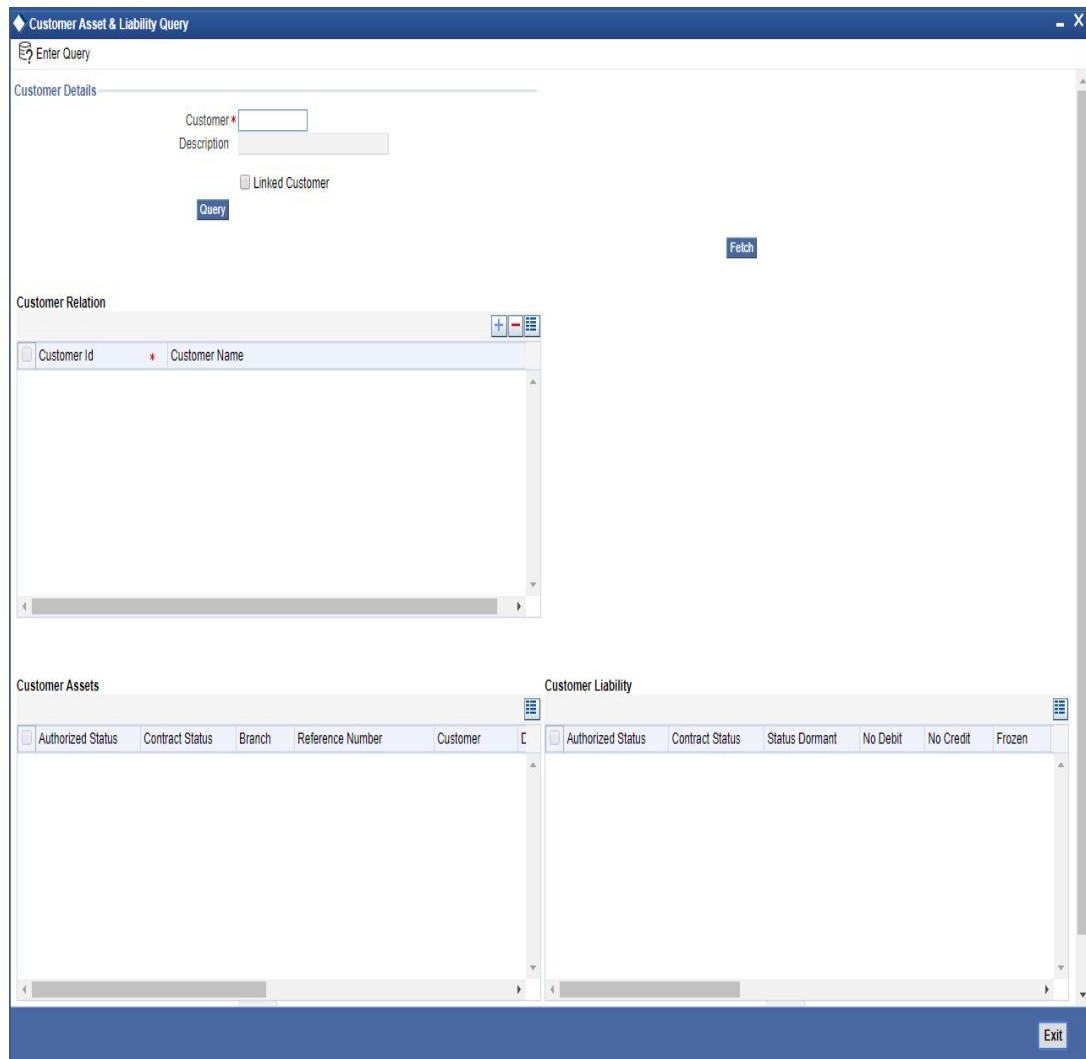 Customer Asset & Liability Query
Enter Query
Customer Details
Customer *
Description
Linked Customer
Query
Fetch
Customer Relation
Customer Id * Customer Name
Customer Assets
Authorized Status Contract Status Branch Reference Number Customer
Customer Liability
Authorized Status Contract Status Status Dormant No Debit No Credit Frozen
Exit